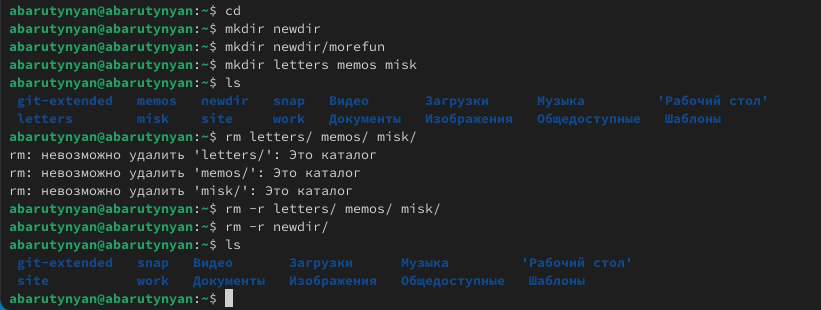 abarutynyan@abarutynyan:~$ cd
abarutynyan@abarutynyan:~$ mkdir newdir
abarutynyan@abarutynyan:~$ mkdir newdir/morefun
abarutynyan@abarutynyan:~$ mkdir letters memos misk
abarutynyan@abarutynyan:~$ ls
git-extended memos newdir snap Видео Загрузки Музыка 'Рабочий стол'
letters misk site work Документы Изображения Общедоступные Шаблоны
abarutynyan@abarutynyan:~$ rm letters/ memos/ misk/
rm: невозможно удалить 'letters/': Это каталог
rm: невозможно удалить 'memos/': Это каталог
rm: невозможно удалить 'misk/': Это каталог
abarutynyan@abarutynyan:~$ rm -r letters/ memos/ misk/
abarutynyan@abarutynyan:~$ rm -r newdir/
abarutynyan@abarutynyan:~$ ls
git-extended snap Видео Загрузки Музыка 'Рабочий стол'
site work Документы Изображения Общедоступные Шаблоны
abarutynyan@abarutynyan:~$